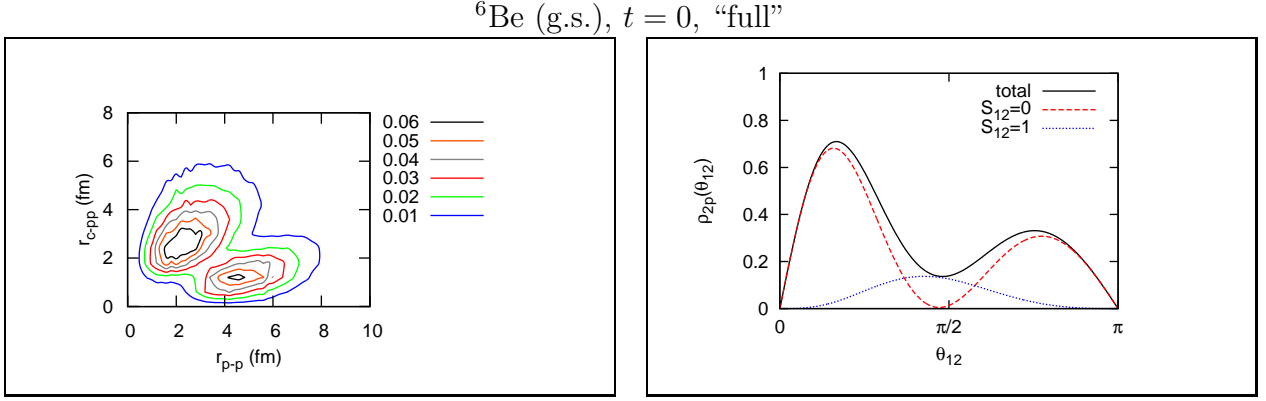 ⁶Be (g.s.), t = 0, “full”
8
6
4
2
0
r_c-pp (fm)
0 2 4 6 8 10
r_p-p (fm)
0.06
0.05
0.04
0.03
0.02
0.01
1
0.8
0.6
0.4
0.2
0
ρ_2p(θ_12)
total
S_12=0
S_12=1
0 π/2 π
θ_12